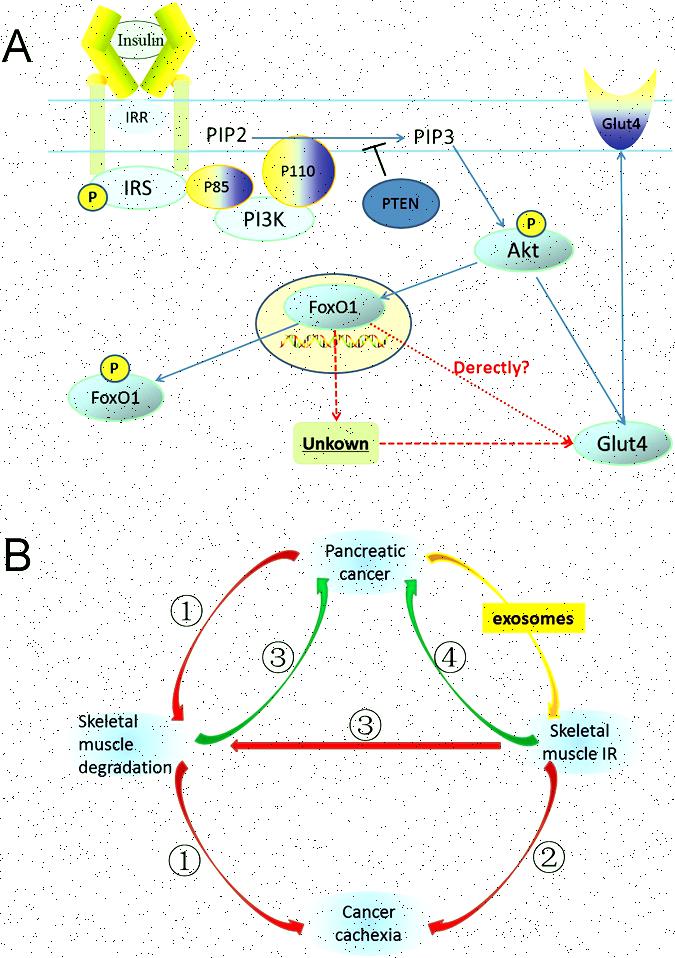 A
Insulin
IRR
PIP2
PIP3
Glut4
P
IRS
P85
P110
PI3K
PTEN
P
Akt
FoxO1
P
FoxO1
Derectly?
Unkown
Glut4
B
Pancreatic
cancer
①
exosomes
③
④
Skeletal
muscle
degradation
③
Skeletal
muscle IR
①
②
Cancer
cachexia